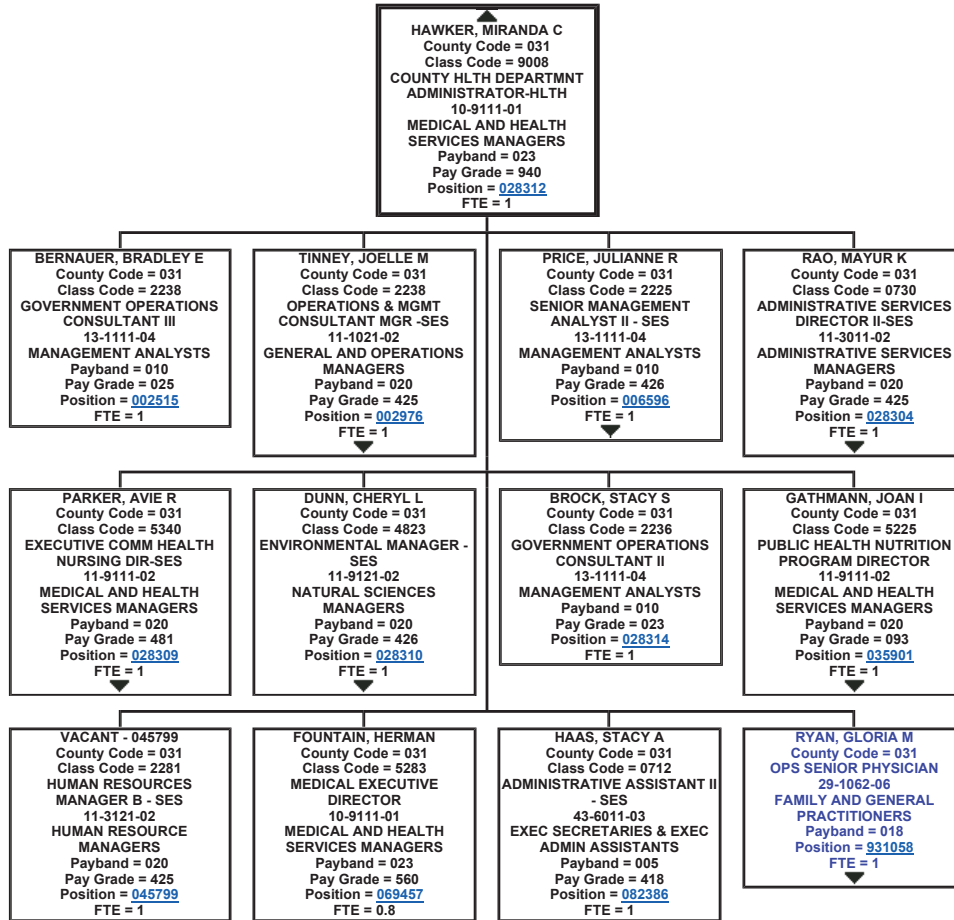 HAWKER, MIRANDA C
County Code = 031
Class Code = 9008
COUNTY HLTH DEPARTMNT
ADMINISTRATOR-HLTH
10-9111-01
MEDICAL AND HEALTH
SERVICES MANAGERS
Payband = 023
Pay Grade = 940
Position = 028312
FTE = 1
BERNAUER, BRADLEY E
County Code = 031
Class Code = 2238
GOVERNMENT OPERATIONS
CONSULTANT III
13-1111-04
MANAGEMENT ANALYSTS
Payband = 010
Pay Grade = 025
Position = 002515
FTE = 1
TINNEY, JOELLE M
County Code = 031
Class Code = 2238
OPERATIONS & MGMT
CONSULTANT MGR -SES
11-1021-02
GENERAL AND OPERATIONS
MANAGERS
Payband = 020
Pay Grade = 425
Position = 002976
FTE = 1
PRICE, JULIANNE R
County Code = 031
Class Code = 2225
SENIOR MANAGEMENT
ANALYST II - SES
13-1111-04
MANAGEMENT ANALYSTS
Payband = 010
Pay Grade = 426
Position = 006596
FTE = 1
RAO, MAYUR K
County Code = 031
Class Code = 0730
ADMINISTRATIVE SERVICES
DIRECTOR II-SES
11-3011-02
ADMINISTRATIVE SERVICES
MANAGERS
Payband = 020
Pay Grade = 425
Position = 028304
FTE = 1
PARKER, AVIE R
County Code = 031
Class Code = 5340
EXECUTIVE COMM HEALTH
NURSING DIR-SES
11-9111-02
MEDICAL AND HEALTH
SERVICES MANAGERS
Payband = 020
Pay Grade = 481
Position = 028309
FTE = 1
DUNN, CHERYL L
County Code = 031
Class Code = 4823
ENVIRONMENTAL MANAGER -
SES
11-9121-02
NATURAL SCIENCES
MANAGERS
Payband = 020
Pay Grade = 426
Position = 028310
FTE = 1
BROCK, STACY S
County Code = 031
Class Code = 2236
GOVERNMENT OPERATIONS
CONSULTANT II
13-1111-04
MANAGEMENT ANALYSTS
Payband = 010
Pay Grade = 023
Position = 028314
FTE = 1
GATHMANN, JOAN I
County Code = 031
Class Code = 5225
PUBLIC HEALTH NUTRITION
PROGRAM DIRECTOR
11-9111-02
MEDICAL AND HEALTH
SERVICES MANAGERS
Payband = 020
Pay Grade = 093
Position = 035901
FTE = 1
VACANT - 045799
County Code = 031
Class Code = 2281
HUMAN RESOURCES
MANAGER B - SES
11-3121-02
HUMAN RESOURCE
MANAGERS
Payband = 020
Pay Grade = 425
Position = 045799
FTE = 1
FOUNTAIN, HERMAN
County Code = 031
Class Code = 5283
MEDICAL EXECUTIVE
DIRECTOR
10-9111-01
MEDICAL AND HEALTH
SERVICES MANAGERS
Payband = 023
Pay Grade = 560
Position = 069457
FTE = 0.8
HAAS, STACY A
County Code = 031
Class Code = 0712
ADMINISTRATIVE ASSISTANT II
- SES
43-6011-03
EXEC SECRETARIES & EXEC
ADMIN ASSISTANTS
Payband = 005
Pay Grade = 418
Position = 082386
FTE = 1
RYAN, GLORIA M
County Code = 031
OPS SENIOR PHYSICIAN
29-1062-06
FAMILY AND GENERAL
PRACTITIONERS
Payband = 018
Position = 931058
FTE = 1